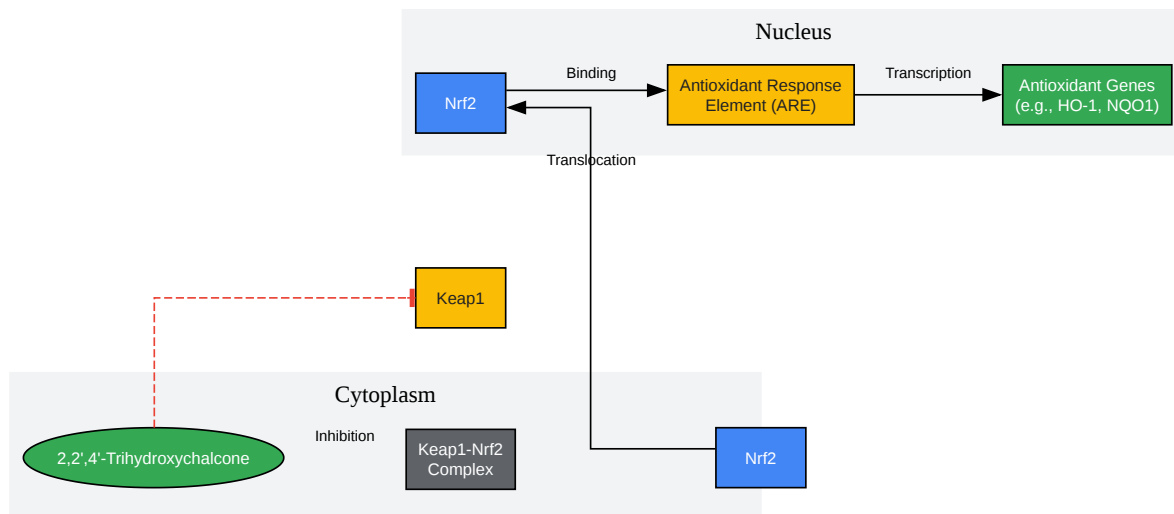 Nucleus
Nrf2
Binding
Antioxidant Response
Element (ARE)
Transcription
Antioxidant Genes
(e.g., HO-1, NQO1)
Translocation
Keap1
Cytoplasm
2,2',4'-Trihydroxychalcone
Inhibition
Keap1-Nrf2
Complex
Nrf2